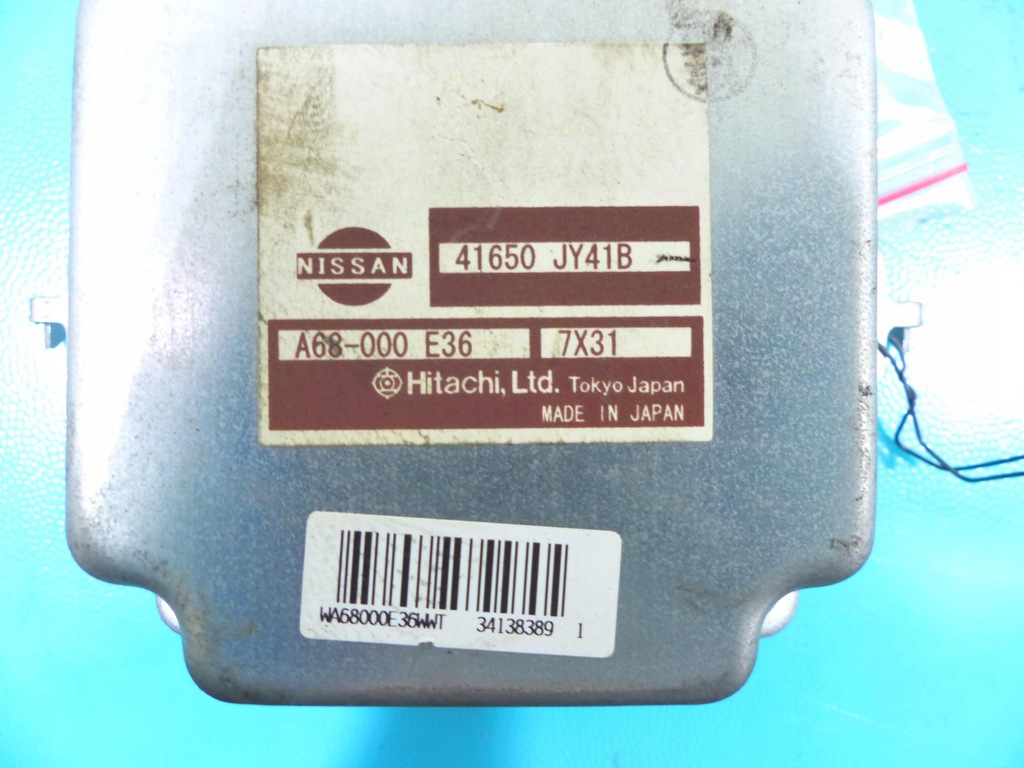 NISSAN
41650 JY41B
A68-000 E36 7X31
Hitachi, Ltd. Tokyo Japan
MADE IN JAPAN
WA68000E36WWT 34138389 1